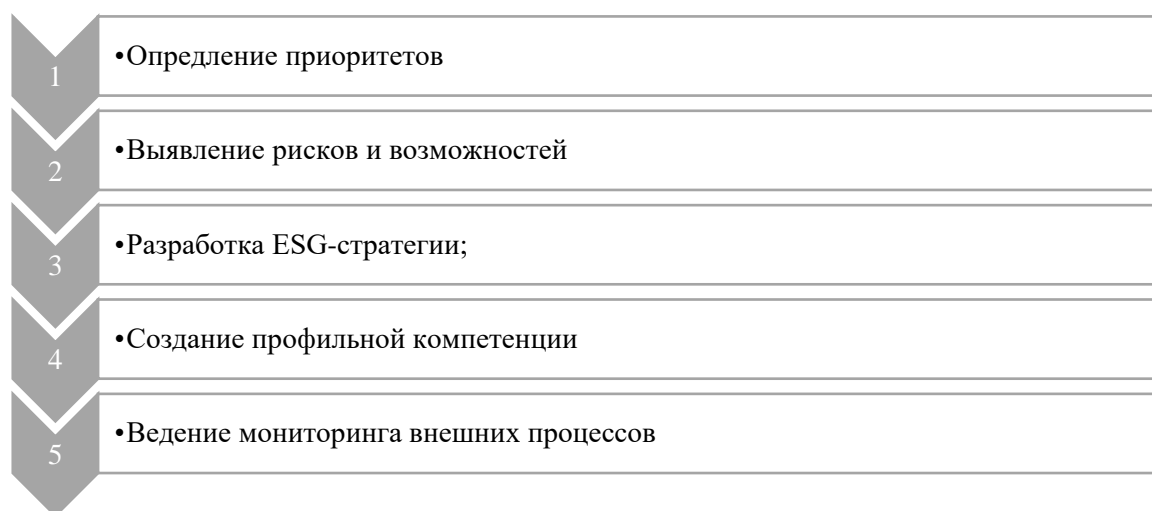 1
•Опредление приоритетов
2
•Выявление рисков и возможностей
3
•Разработка ESG-стратегии;
4
•Создание профильной компетенции
5
•Ведение мониторинга внешних процессов